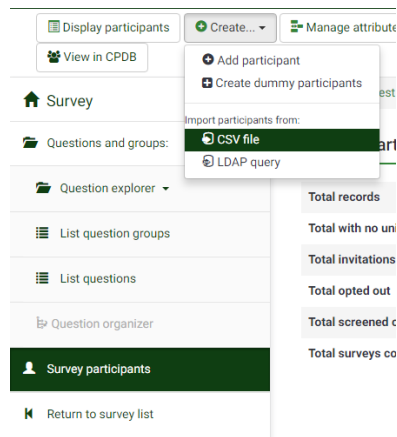 Display participants
Create...
Manage attribute
View in CPDB
Add participant
Create dummy participants
Import participants from:
CSV file
LDAP query
Survey
Questions and groups:
Question explorer
List question groups
List questions
Question organizer
Survey participants
Return to survey list
est
art
Total records
Total with no uni
Total invitations
Total opted out
Total screened o
Total surveys co